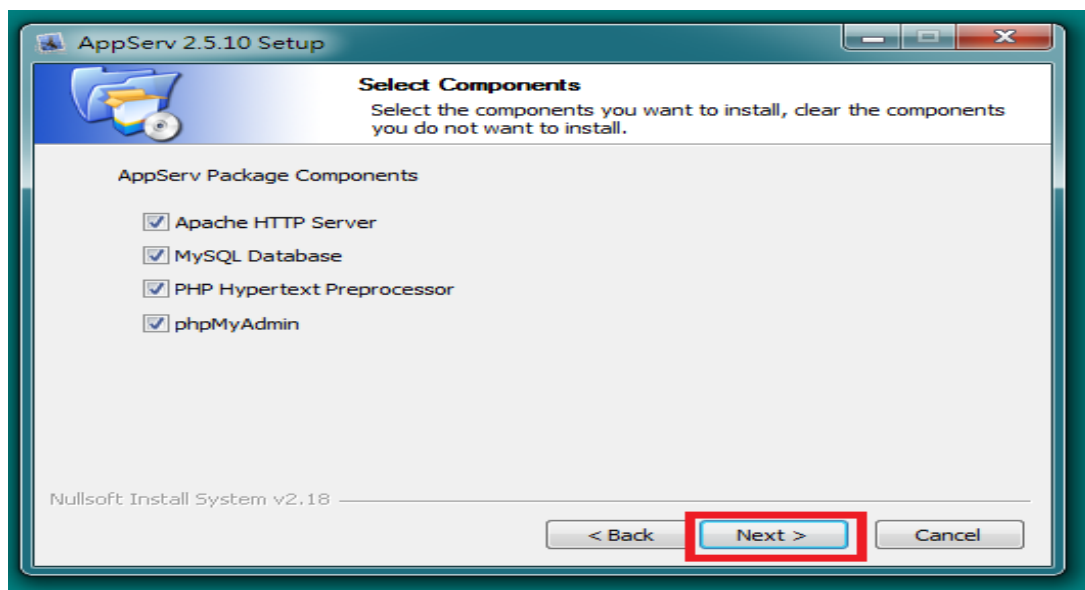 AppServ 2.5.10 Setup
Select Components
Select the components you want to install, clear the components
you do not want to install.
AppServ Package Components
Apache HTTP Server
MySQL Database
PHP Hypertext Preprocessor
phpMyAdmin
Nullsoft Install System v2.18
< Back
Next >
Cancel